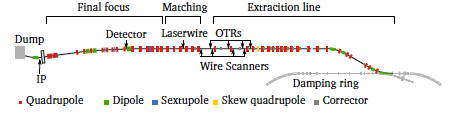 Final focus Matching Extraction line
Dump Detector Laserwire OTRs
IP Wire Scanners
Damping ring
Quadrupole Dipole Sextupole Skew quadrupole Corrector